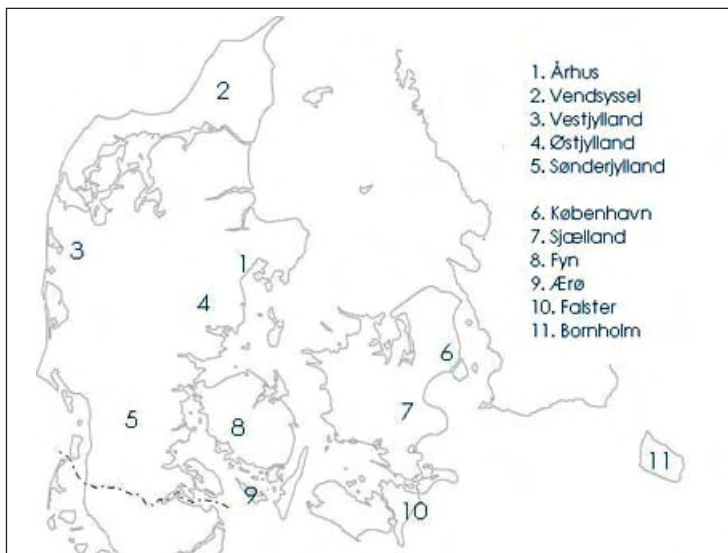 1. Århus
2. Vendsyssel
3. Vestjylland
4. Østjylland
5. Sønderjylland
6. København
7. Sjælland
8. Fyn
9. Ærø
10. Falster
11. Bornholm
2
3
1
4
6
5
8
7
9
10
11